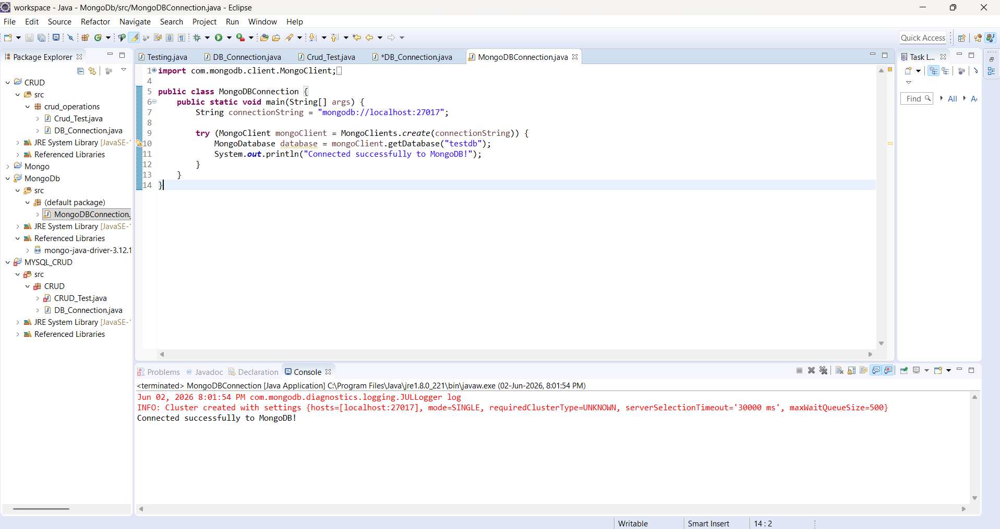 workspace - Java - MongoDb/src/MongoDBConnection.java - Eclipse
File Edit Source Refactor Navigate Search Project Run Window Help
Quick Access
Package Explorer
CRUD
src
crud_operations
Crud_Test.java
DB_Connection.java
JRE System Library [JavaSE-1
Referenced Libraries
Mongo
MongoDb
src
(default package)
MongoDBConnection.
JRE System Library [JavaSE-1
Referenced Libraries
mongo-java-driver-3.12.1
MYSQL_CRUD
src
CRUD
CRUD_Test.java
DB_Connection.java
JRE System Library [JavaSE-1
Referenced Libraries
Testing.java DB_Connection.java Crud_Test.java *DB_Connection.java MongoDBConnection.java
1 import com.mongodb.client.MongoClient;
4
5 public class MongoDBConnection {
6 public static void main(String[] args) {
7 String connectionString = "mongodb://localhost:27017";
8
9 try (MongoClient mongoClient = MongoClients.create(connectionString)) {
10 MongoDatabase database = mongoClient.getDatabase("testdb");
11 System.out.println("Connected successfully to MongoDB!");
12 }
13 }
14 }
Task L...
Find All Ac
Problems Javadoc Declaration Console
<terminated> MongoDBConnection [Java Application] C:\Program Files\Java\jre1.8.0_221\bin\javaw.exe (02-Jun-2026, 8:01:54 PM)
Jun 02, 2026 8:01:54 PM com.mongodb.diagnostics.logging.JULLogger log
INFO: Cluster created with settings {hosts=[localhost:27017], mode=SINGLE, requiredClusterType=UNKNOWN, serverSelectionTimeout='30000 ms', maxWaitQueueSize=500}
Connected successfully to MongoDB!
Writable Smart Insert 14 : 2